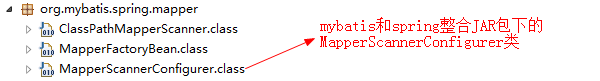 org.mybatis.spring.mapper
ClassPathMapperScanner.class
MapperFactoryBean.class
MapperScannerConfigurer.class
mybatis和spring整合JAR包下的
MapperScannerConfigurer类